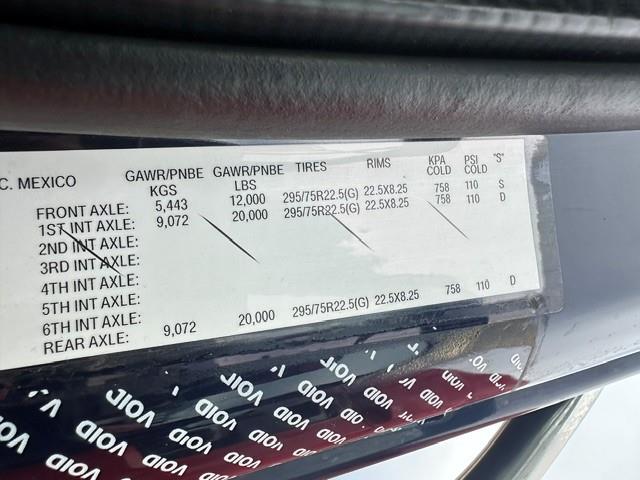 C. MEXICO GAWR/PNBE KGS GAWR/PNBE LBS TIRES RIMS KPA COLD PSI COLD "S"
FRONT AXLE: 5,443 12,000 295/75R22.5(G) 22.5X8.25 758 110 S
1ST INT AXLE: 9,072 20,000 295/75R22.5(G) 22.5X8.25 758 110 D
2ND INT AXLE:
3RD INT AXLE:
4TH INT AXLE:
5TH INT AXLE:
6TH INT AXLE:
REAR AXLE: 9,072 20,000 295/75R22.5(G) 22.5X8.25 758 110 D
VOID VOID VOID VOID VOID
VOID VOID VOID VOID VOID
VOID VOID VOID VOID